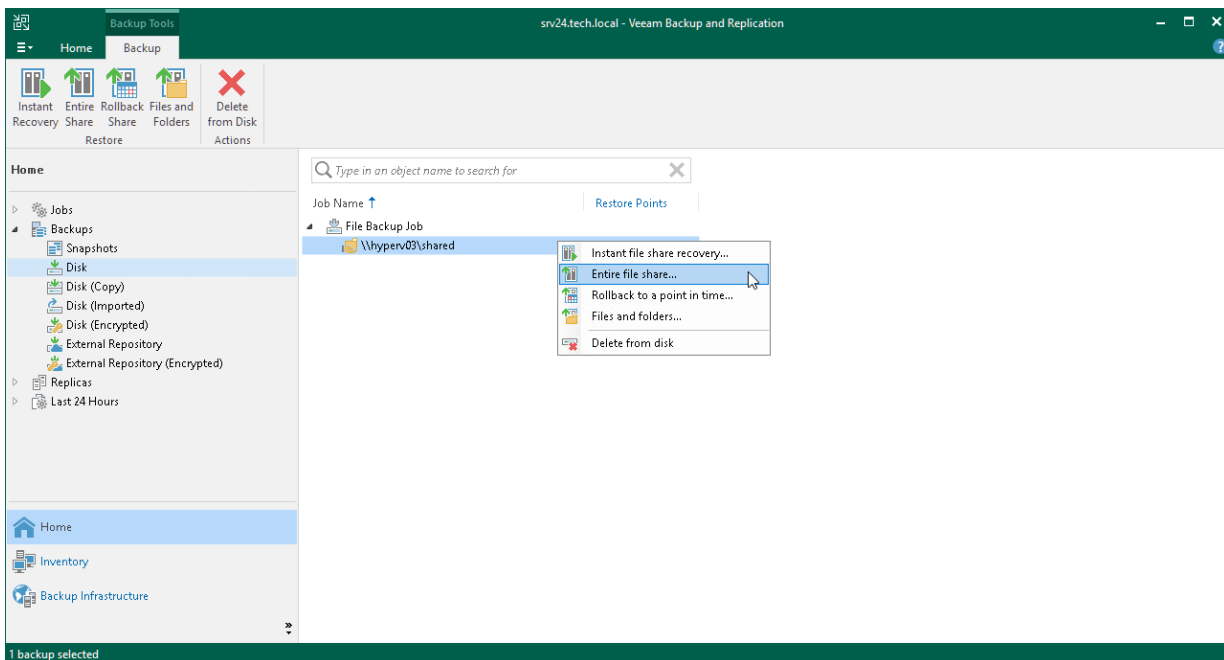 Backup Tools
srv24.tech.local - Veeam Backup and Replication
Home Backup
?
Instant Recovery
Entire Share
Rollback Share
Files and Folders
Delete from Disk
Restore
Actions
Home
Type in an object name to search for
Jobs
Backups
Snapshots
Disk
Disk (Copy)
Disk (Imported)
Disk (Encrypted)
External Repository
External Repository (Encrypted)
Replicas
Last 24 Hours
Job Name Restore Points
File Backup Job
\\hyperv03\shared
Instant file share recovery...
Entire file share...
Rollback to a point in time...
Files and folders...
Delete from disk
Home
Inventory
Backup Infrastructure
1 backup selected